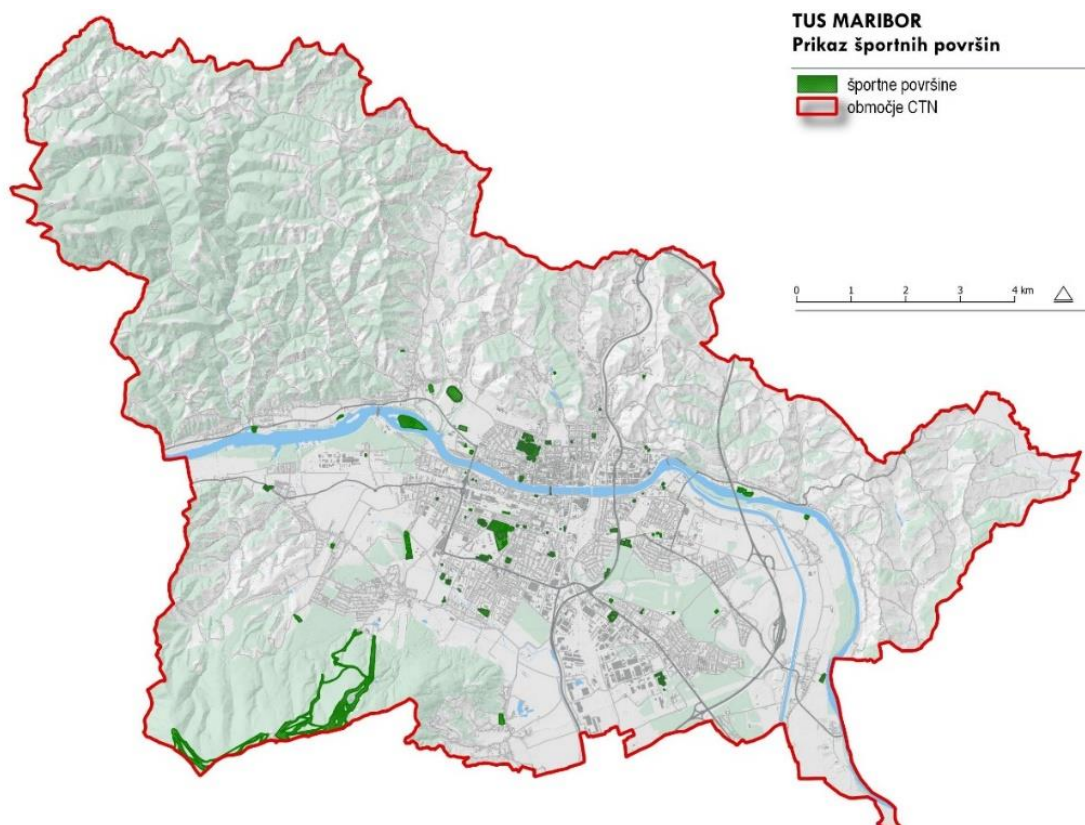 TUS MARIBOR
Prikaz športnih površin
športne površine
območje CTN
0 1 2 3 4 km